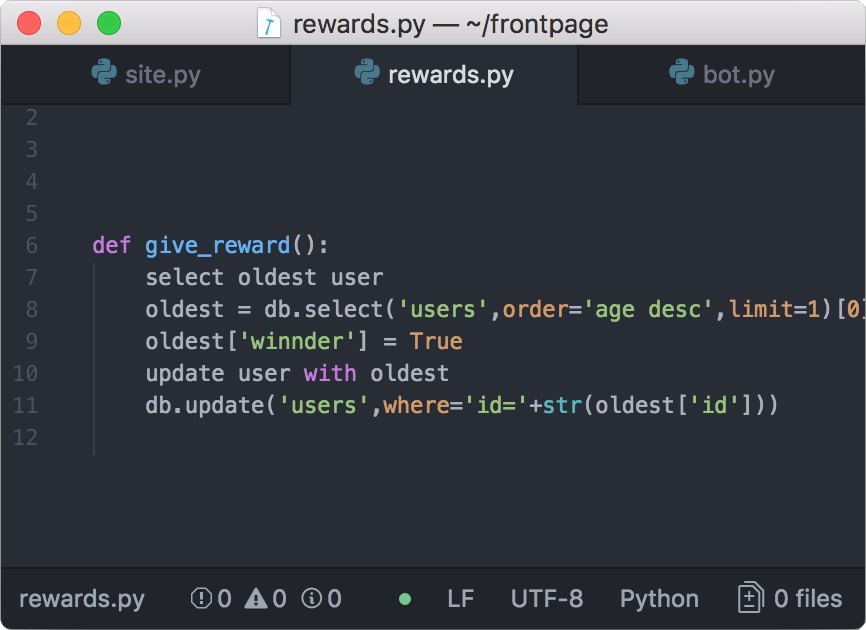 rewards.py — ~/frontpage
site.py rewards.py bot.py
2
3
4
5
6 def give_reward():
7 select oldest user
8 oldest = db.select('users',order='age desc',limit=1)[0]
9 oldest['winnder'] = True
10 update user with oldest
11 db.update('users',where='id='+str(oldest['id']))
12
rewards.py 0 0 0 LF UTF-8 Python 0 files